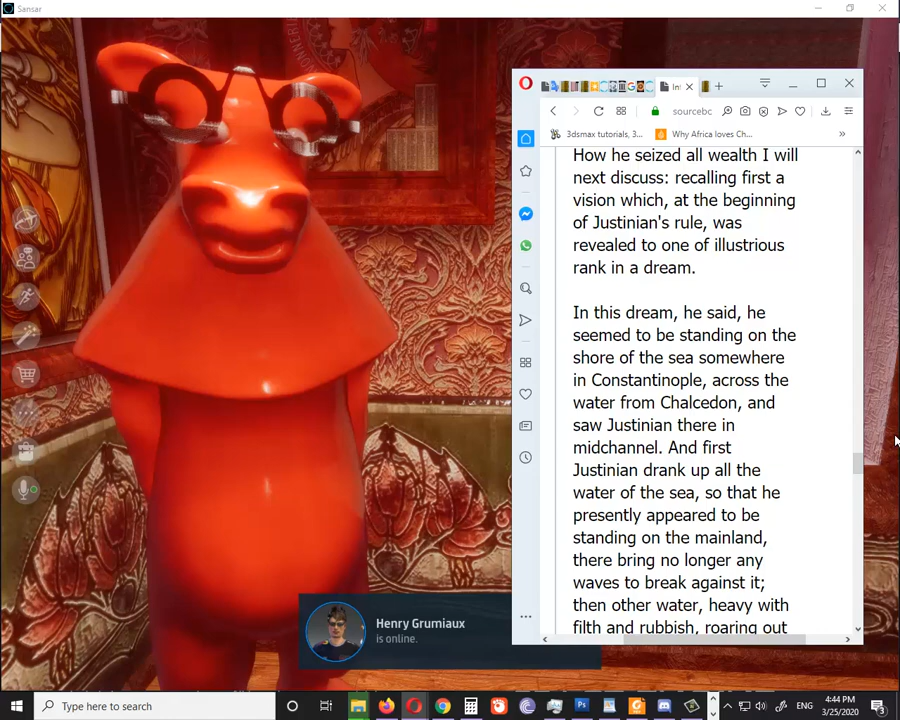 Sansar
sourcebc
3dsmax tutorials, 3...
Why Africa loves Ch...
How he seized all wealth I will
next discuss: recalling first a
vision which, at the beginning
of Justinian's rule, was
revealed to one of illustrious
rank in a dream.
In this dream, he said, he
seemed to be standing on the
shore of the sea somewhere
in Constantinople, across the
water from Chalcedon, and
saw Justinian there in
midchannel. And first
Justinian drank up all the
water of the sea, so that he
presently appeared to be
standing on the mainland,
there bring no longer any
waves to break against it;
then other water, heavy with
filth and rubbish, roaring out
Henry Grumiaux
is online.
Type here to search
ENG
4:44 PM
3/25/2020
3